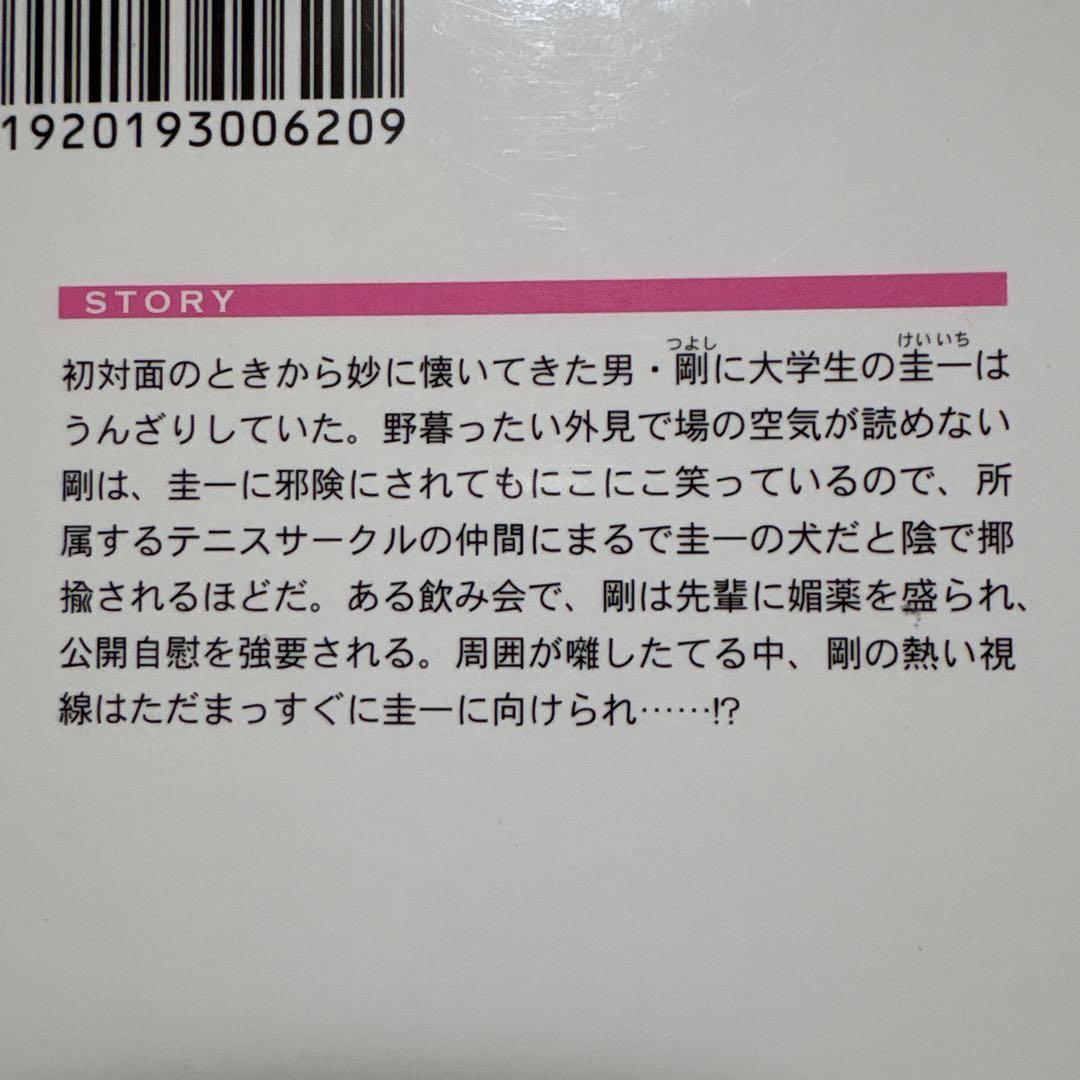 1920193006209
STORY
初対面のときから妙に懐いてきた男・剛に大学生の圭一は
つよし
けいいち
うんざりしていた。野暮ったい外見で場の空気が読めない
剛は、圭一に邪険にされてもにこにこ笑っているので、所
属するテニスサークルの仲間にまるで圭一の犬だと陰で揶
揄されるほどだ。ある飲み会で、剛は先輩に媚薬を盛られ、
公開自慰を強要される。周囲が囃したてる中、剛の熱い視
線はただまっすぐに圭一に向けられ……!?